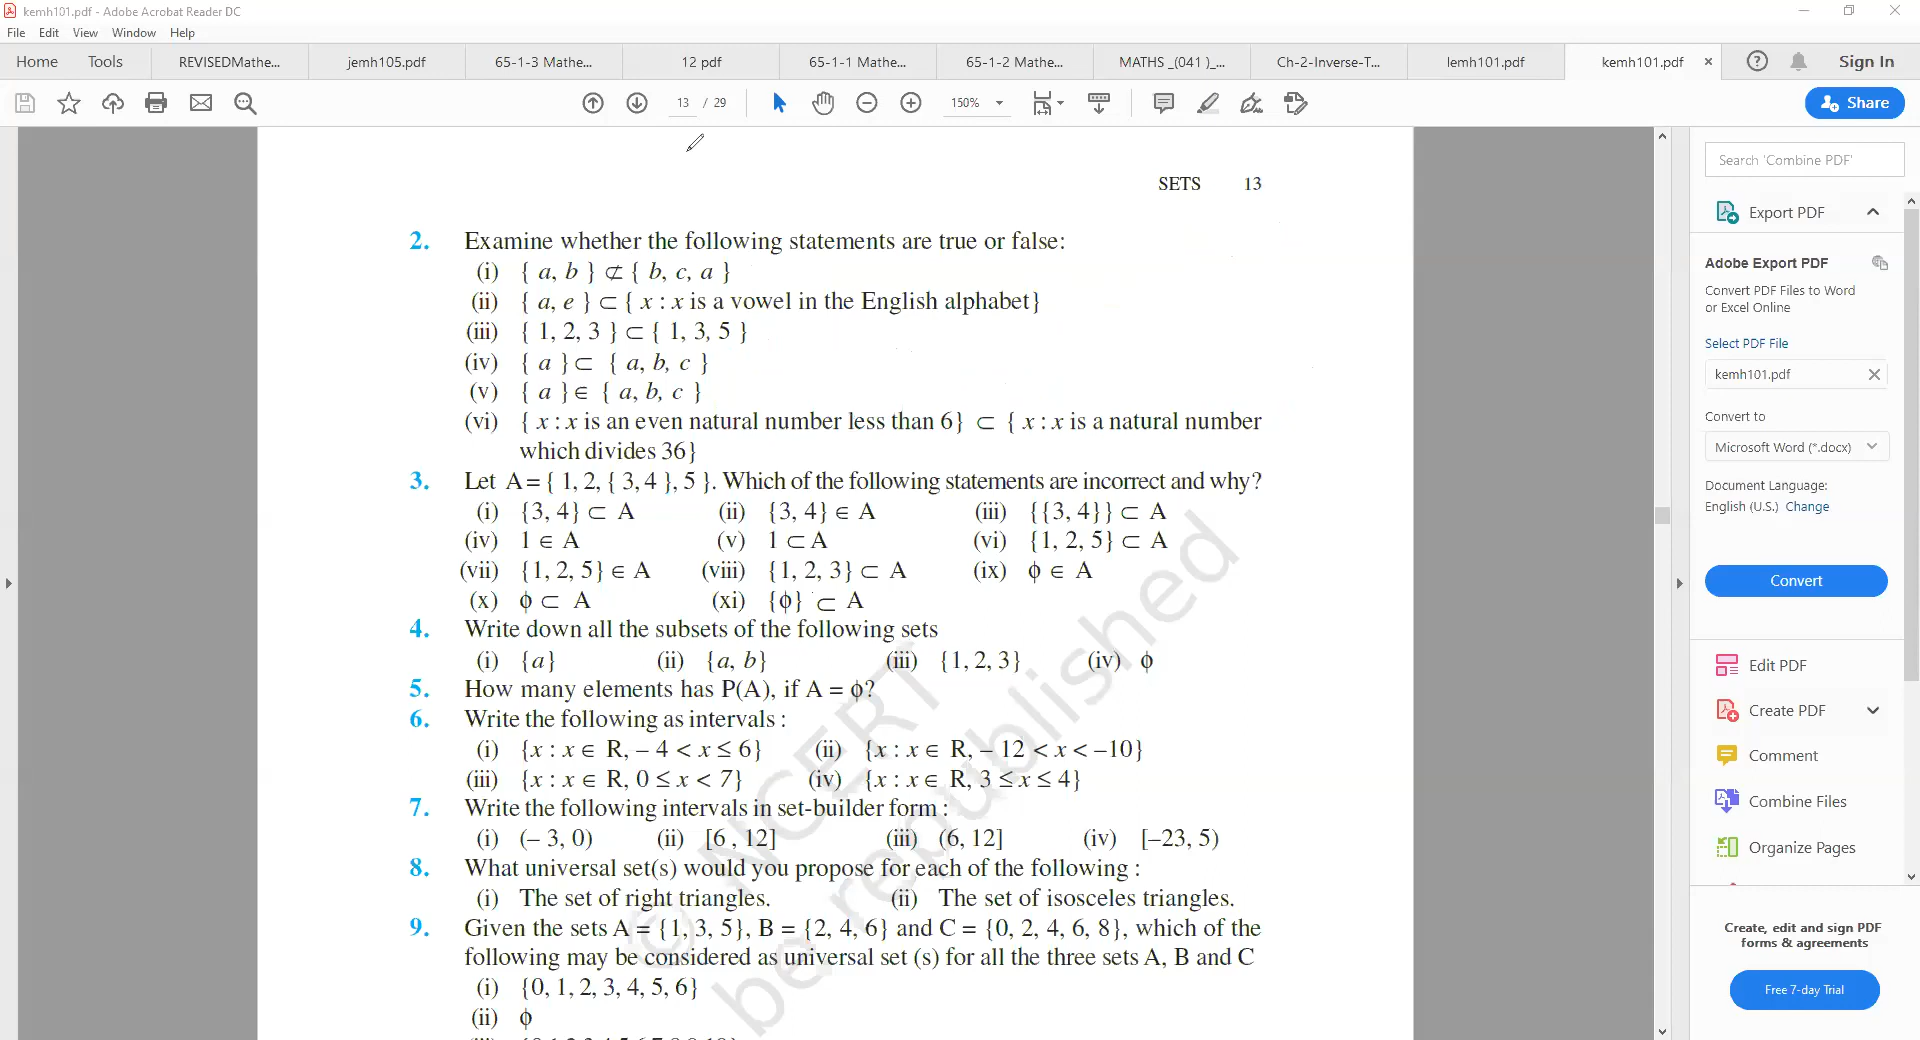 kemh101.pdf - Adobe Acrobat Reader DC
File Edit View Window Help
Home Tools REVISEDMathe... jemh105.pdf 65-1-3 Mathe... 12 pdf 65-1-1 Mathe... 65-1-2 Mathe... MATHS _(041 )_... Ch-2-Inverse-T... lemh101.pdf kemh101.pdf × Sign In
13 / 29 150% Share
SETS 13
2. Examine whether the following statements are true or false:
(i) { a, b } ⊄ { b, c, a }
(ii) { a, e } ⊂ { x : x is a vowel in the English alphabet}
(iii) { 1, 2, 3 } ⊂ { 1, 3, 5 }
(iv) { a } ⊂ { a, b, c }
(v) { a } ∈ { a, b, c }
(vi) { x : x is an even natural number less than 6} ⊂ { x : x is a natural number
which divides 36}
3. Let A = { 1, 2, { 3, 4 }, 5 }. Which of the following statements are incorrect and why?
(i) {3, 4} ⊂ A (ii) {3, 4} ∈ A (iii) {{3, 4}} ⊂ A
(iv) 1 ∈ A (v) 1 ⊂ A (vi) {1, 2, 5} ⊂ A
(vii) {1, 2, 5} ∈ A (viii) {1, 2, 3} ⊂ A (ix) ϕ ∈ A
(x) ϕ ⊂ A (xi) {ϕ} ⊂ A
4. Write down all the subsets of the following sets
(i) {a} (ii) {a, b} (iii) {1, 2, 3} (iv) ϕ
5. How many elements has P(A), if A = ϕ?
6. Write the following as intervals :
(i) {x : x ∈ R, – 4 < x ≤ 6} (ii) {x : x ∈ R, – 12 < x < –10}
(iii) {x : x ∈ R, 0 ≤ x < 7} (iv) {x : x ∈ R, 3 ≤ x ≤ 4}
7. Write the following intervals in set-builder form :
(i) (– 3, 0) (ii) [6 , 12] (iii) (6, 12] (iv) [–23, 5)
8. What universal set(s) would you propose for each of the following :
(i) The set of right triangles. (ii) The set of isosceles triangles.
9. Given the sets A = {1, 3, 5}, B = {2, 4, 6} and C = {0, 2, 4, 6, 8}, which of the
following may be considered as universal set (s) for all the three sets A, B and C
(i) {0, 1, 2, 3, 4, 5, 6}
(ii) ϕ
© NCERT
be republished
Search 'Combine PDF'
Export PDF
Adobe Export PDF
Convert PDF Files to Word
or Excel Online
Select PDF File
kemh101.pdf
Convert to
Microsoft Word (*.docx)
Document Language:
English (U.S.) Change
Convert
Edit PDF
Create PDF
Comment
Combine Files
Organize Pages
Create, edit and sign PDF
forms & agreements
Free 7-day Trial